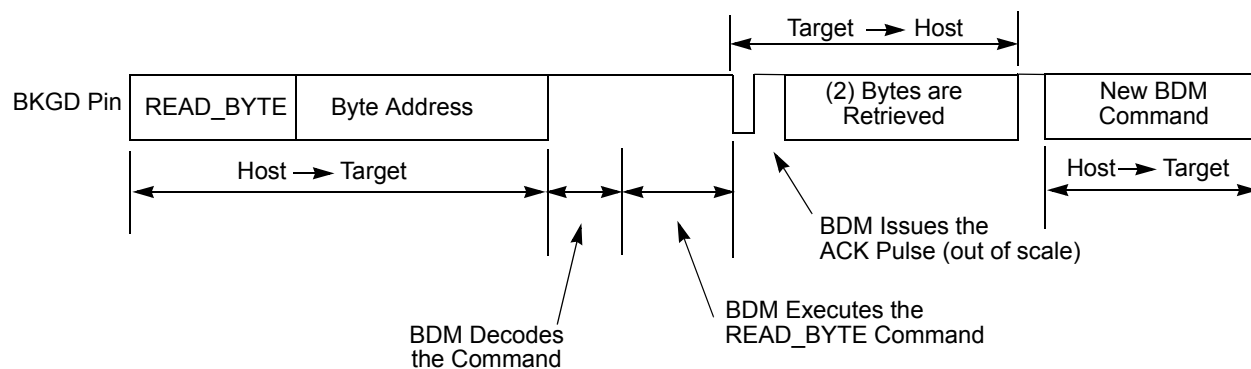 Target → Host
BKGD Pin
READ_BYTE
Byte Address
(2) Bytes are
Retrieved
New BDM
Command
Host → Target
Host → Target
BDM Issues the
ACK Pulse (out of scale)
BDM Decodes
the Command
BDM Executes the
READ_BYTE Command